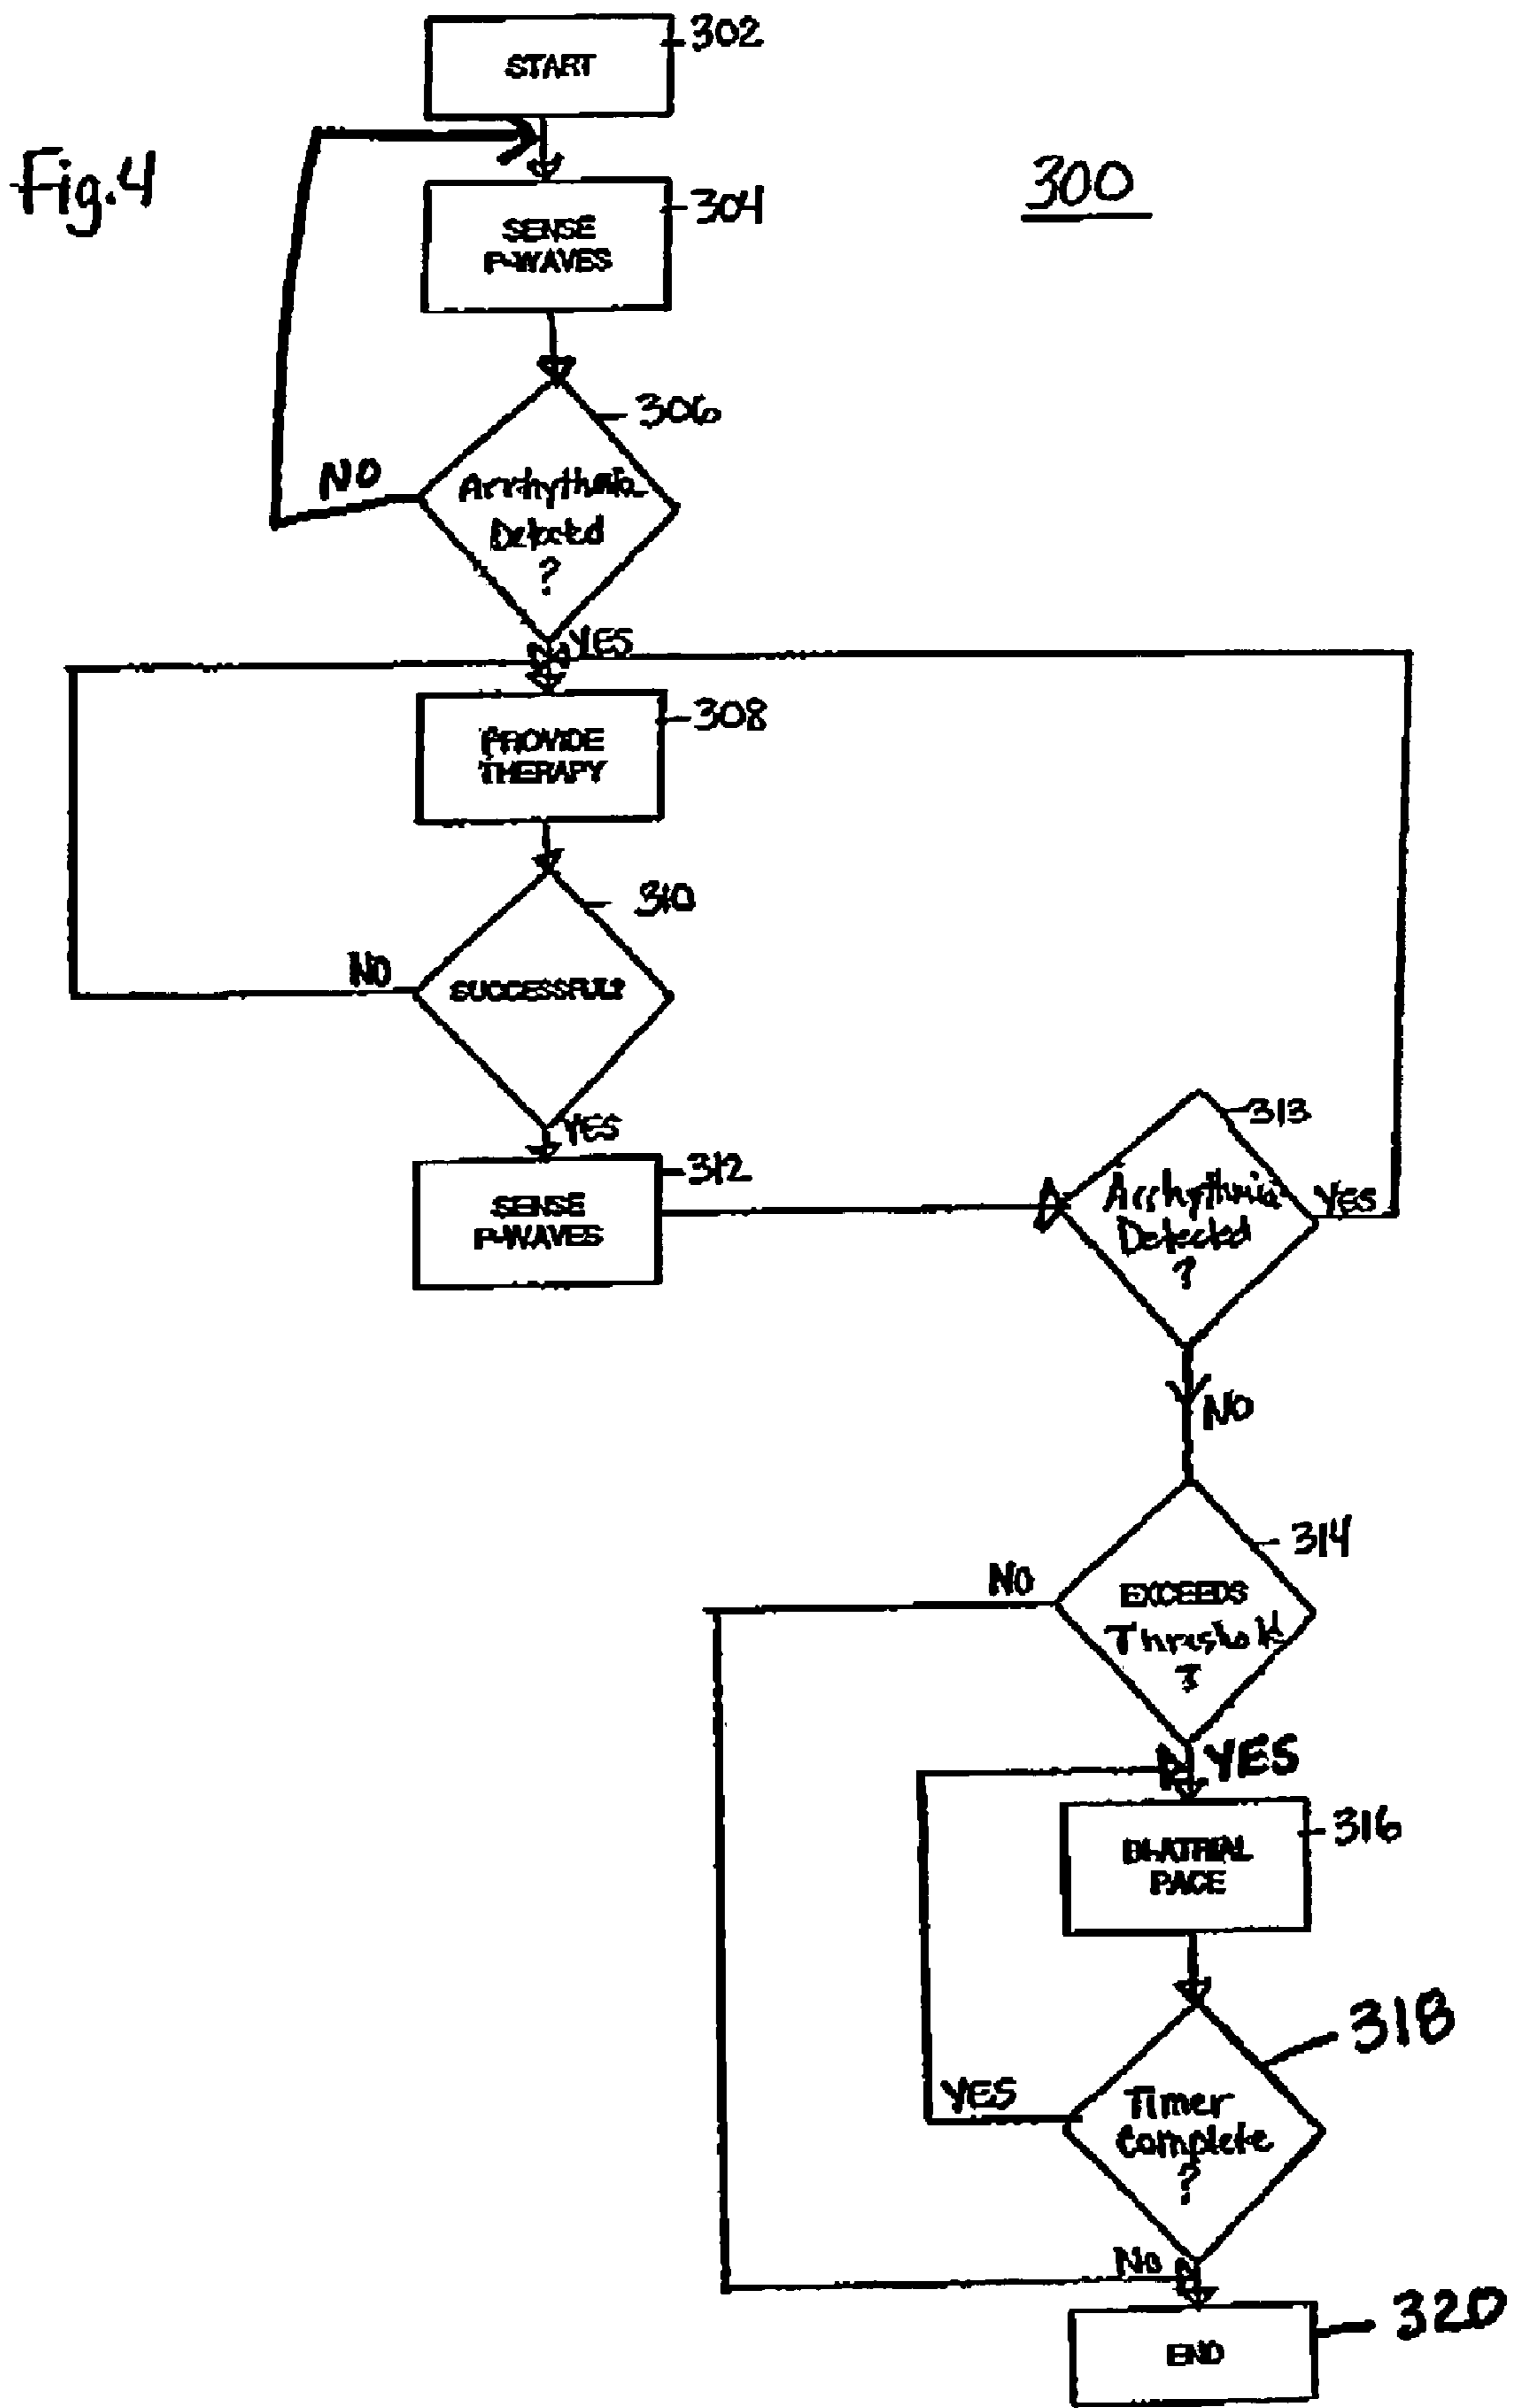 302
START
Fig.4
300
304
SENSE
P-WAVES
306
NO
Arrhythmia
Detected
?
YES
308
PROVIDE
THERAPY
310
NO
SUCCESSFUL?
YES
312
SENSE
P-WAVES
313
Arrhythmia
Detected
?
YES
NO
314
NO
EXCEEDS
Threshold
?
YES
316
BI-ATRIAL
PACE
318
YES
Timer
Complete
?
No
320
END